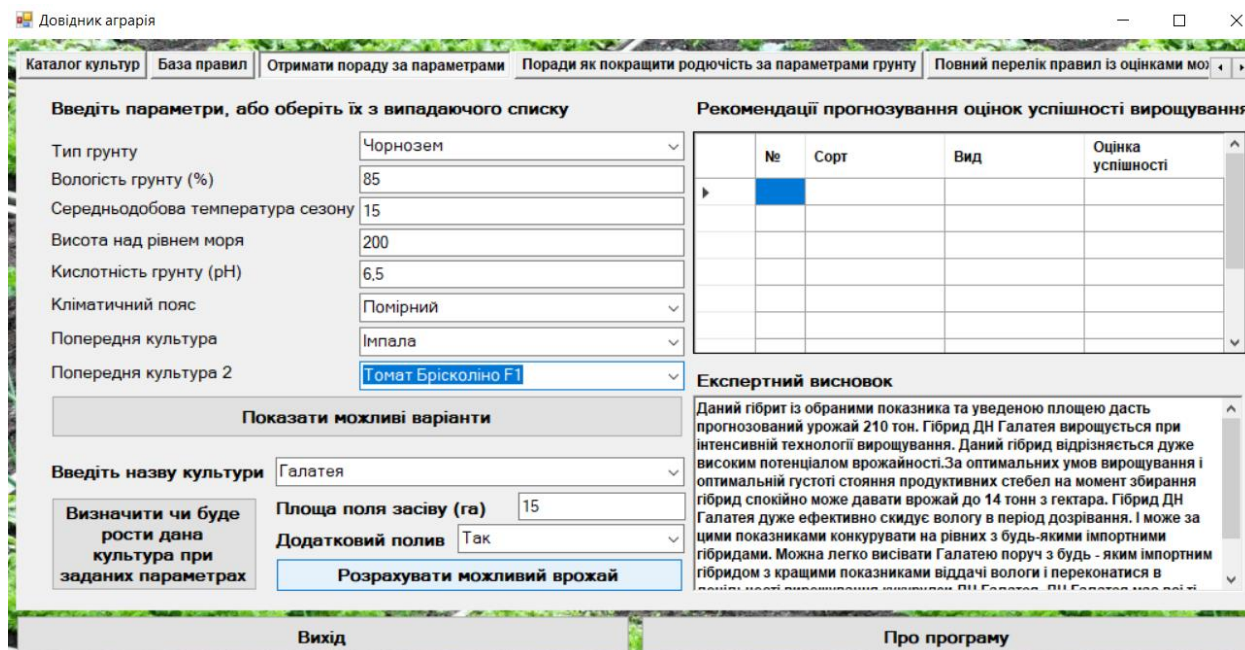 Довідник аграрія
Каталог культур
База правил
Отримати пораду за параметрами
Поради як покращити родючість за параметрами грунту
Повний перелік правил із оцінками
Введіть параметри, або оберіть їх з випадаючого списку
Тип грунту
Чорнозем
Вологість грунту (%)
85
Середньодобова температура сезону
15
Висота над рівнем моря
200
Кислотність грунту (pH)
6,5
Кліматичний пояс
Помірний
Попередня культура
Імпала
Попередня культура 2
Томат Брісколіно F1
Показати можливі варіанти
Введіть назву культури
Галатея
Визначити чи буде
рости дана
культура при
заданих параметрах
Площа поля засіву (га)
15
Додатковий полив
Так
Розрахувати можливий врожай
Рекомендації прогнозування оцінок успішності вирощування
№
Сорт
Вид
Оцінка
успішності
Експертний висновок
Даний гібрит із обраними показника та уведеною площею дасть
прогнозований урожай 210 тон. Гібрид ДН Галатея вирощується при
інтенсивній технології вирощування. Даний гібрид відрізняється дуже
високим потенціалом врожайності.За оптимальних умов вирощування і
оптимальній густоті стояння продуктивних стебел на момент збирання
гібрид спокійно може давати врожай до 14 тонн з гектара. Гібрид ДН
Галатея дуже ефективно скидує вологу в період дозрівання. І може за
цими показниками конкурувати на рівних з будь-якими імпортними
гібридами. Можна легко висівати Галатею поруч з будь - яким імпортним
гібридом з кращими показниками віддачі вологи і переконатися в
Вихід
Про програму